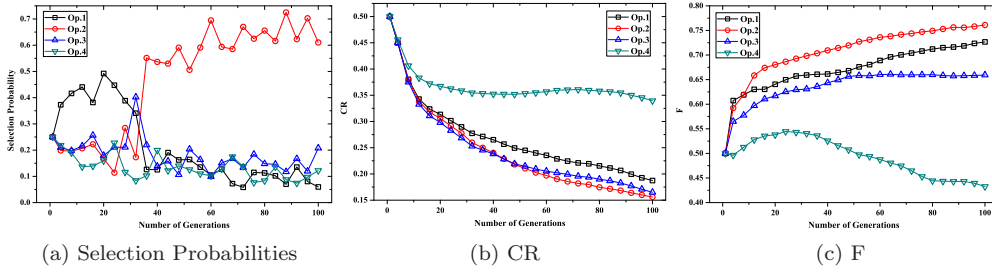 0.7
0.6
0.5
0.4
0.3
0.2
0.1
0.0
Selection Probability
Op.1
Op.2
Op.3
Op.4
0 20 40 60 80 100
Number of Generations
(a) Selection Probabilities
0.50
0.45
0.40
0.35
0.30
0.25
0.20
0.15
CR
Op.1
Op.2
Op.3
Op.4
0 20 40 60 80 100
Number of Generations
(b) CR
0.80
0.75
0.70
0.65
0.60
0.55
0.50
0.45
0.40
F
Op.1
Op.2
Op.3
Op.4
0 20 40 60 80 100
Number of Generations
(c) F